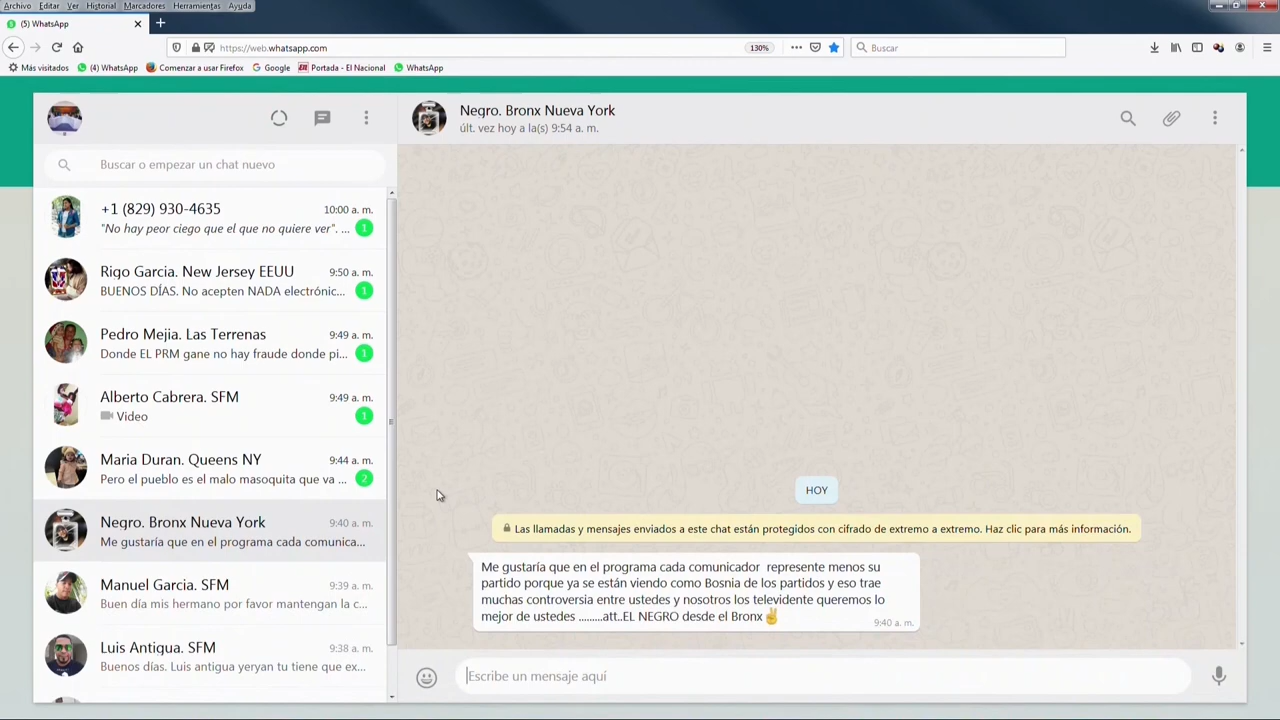 Archivo Editar Ver Historial Marcadores Herramientas Ayuda
(5) WhatsApp
https://web.whatsapp.com
130%
Buscar
Más visitados
(4) WhatsApp
Comenzar a usar Firefox
Google
Portada - El Nacional
WhatsApp
Buscar o empezar un chat nuevo
+1 (829) 930-4635
10:00 a. m.
"No hay peor ciego que el que no quiere ver". ...
1
Rigo Garcia. New Jersey EEUU
9:50 a. m.
BUENOS DÍAS. No acepten NADA electrónic...
1
Pedro Mejia. Las Terrenas
9:49 a. m.
Donde EL PRM gane no hay fraude donde pi...
1
Alberto Cabrera. SFM
9:49 a. m.
Video
1
Maria Duran. Queens NY
9:44 a. m.
Pero el pueblo es el malo masoquita que va ...
2
Negro. Bronx Nueva York
9:40 a. m.
Me gustaría que en el programa cada comunica...
Manuel Garcia. SFM
9:39 a. m.
Buen día mis hermano por favor mantengan la c...
Luis Antigua. SFM
9:38 a. m.
Buenos días. Luis antigua yeryan tu tiene que ex...
Negro. Bronx Nueva York
últ. vez hoy a la(s) 9:54 a. m.
HOY
Las llamadas y mensajes enviados a este chat están protegidos con cifrado de extremo a extremo. Haz clic para más información.
Me gustaría que en el programa cada comunicador represente menos su
partido porque ya se están viendo como Bosnia de los partidos y eso trae
muchas controversia entre ustedes y nosotros los televidente queremos lo
mejor de ustedes .........att..EL NEGRO desde el Bronx✌
9:40 a. m.
Escribe un mensaje aquí